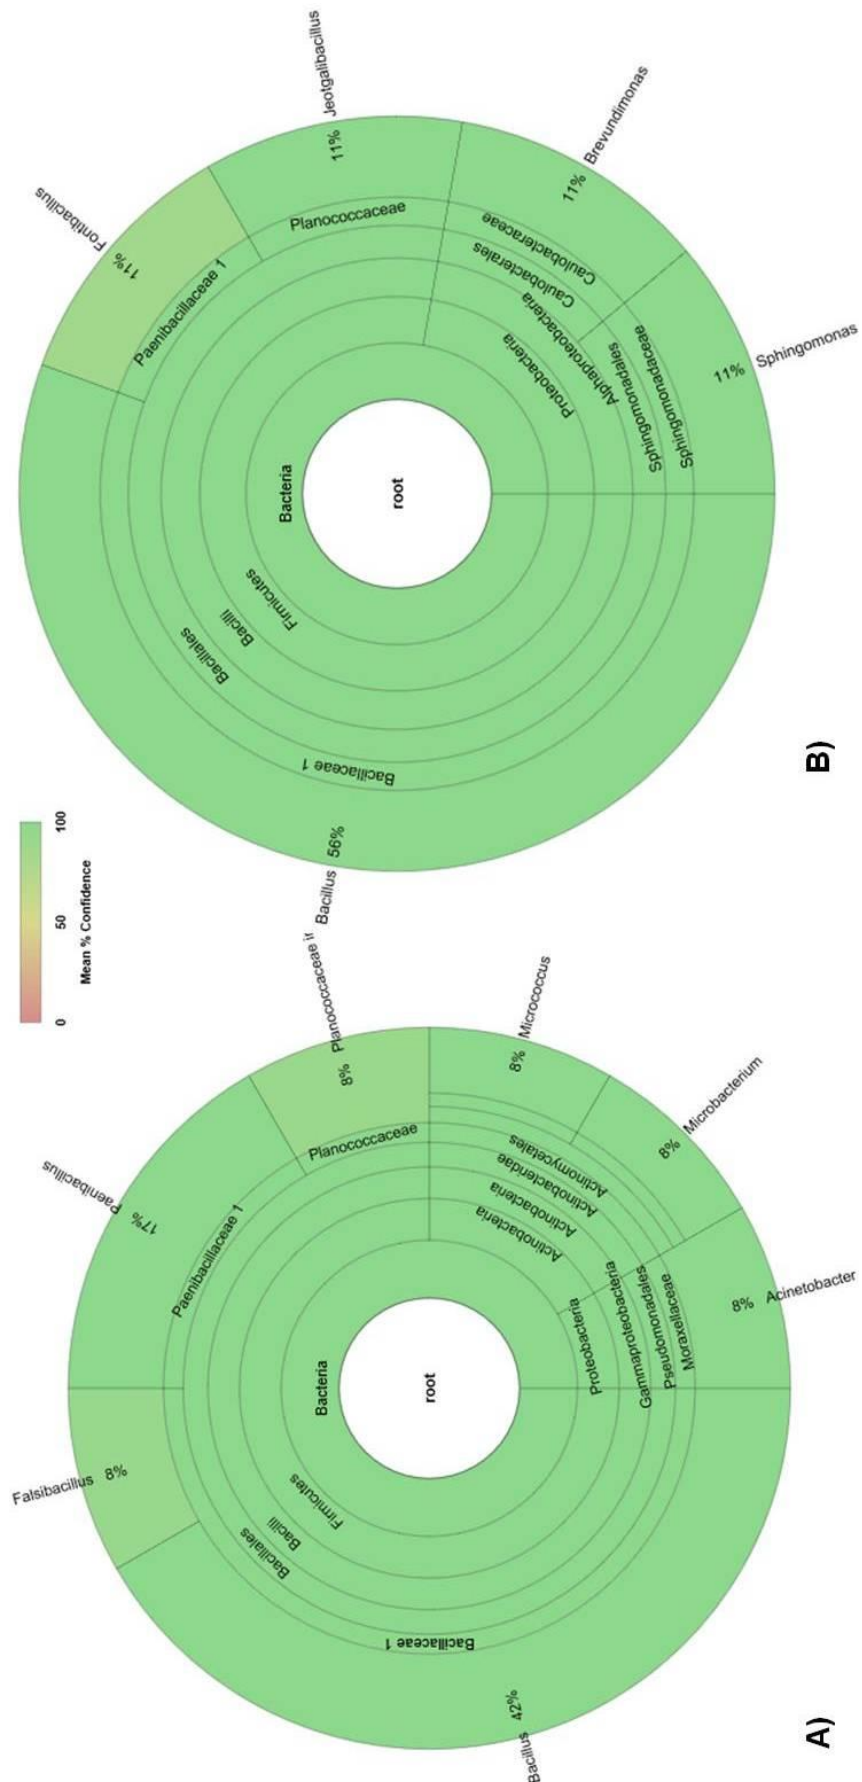 Bacteria
root
Firmicutes
Bacilli
Bacillales
Bacillaceae 1
Bacillus 42%
Falsibacillus 8%
Paenibacillaceae 1
17% Paenibacillus
Planococcaceae
8% Planococcaceae ir
Actinobacteria
Actinobacteria
Actinobacteridae
Actinomycetales
8% Micrococcus
8% Microbacterium
Proteobacteria
Gammaproteobacteria
Pseudomonadales
Moraxellaceae
8% Acinetobacter
A)
0 50 100
Mean % Confidence
Bacteria
root
Firmicutes
Bacilli
Bacillales
Bacillaceae 1
Bacillus 56%
Paenibacillaceae 1
11% Fontibacillus
Planococcaceae
11% Jeotgalibacillus
Proteobacteria
Alphaproteobacteria
Caulobacterales
Caulobacteraceae
11% Brevundimonas
Sphingomonadales
Sphingomonadaceae
11% Sphingomonas
B)